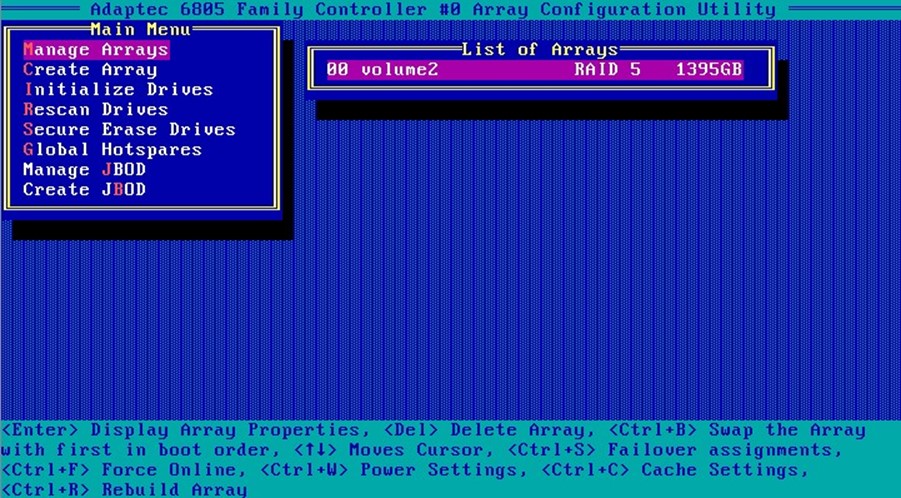 Adaptec 6805 Family Controller #0 Array Configuration Utility
Main Menu
Manage Arrays
Create Array
Initialize Drives
Rescan Drives
Secure Erase Drives
Global Hotspares
Manage JBOD
Create JBOD
List of Arrays
00 volume2 RAID 5 1395GB
<Enter> Display Array Properties, <Del> Delete Array, <Ctrl+B> Swap the Array
with first in boot order, <↑↓> Moves Cursor, <Ctrl+S> Failover assignments,
<Ctrl+F> Force Online, <Ctrl+W> Power Settings, <Ctrl+C> Cache Settings,
<Ctrl+R> Rebuild Array